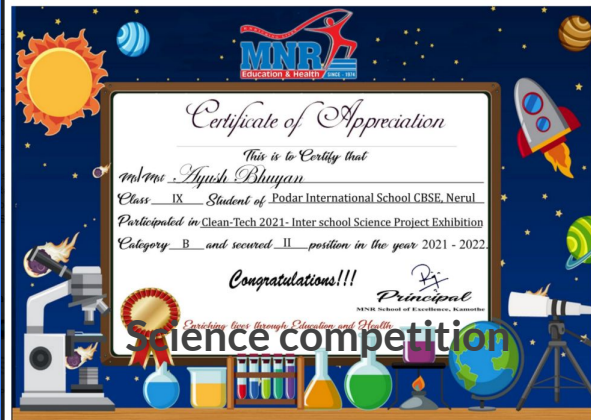 MNR
Education & Health SINCE - 1974
Certificate of Appreciation
This is to Certify that
Ayush Bhuyan
Class IX Student of Podar International School CBSE, Nerul
Participated in Clean-Tech 2021- Inter school Science Project Exhibition
Category B and secured II position in the year 2021 - 2022.
Congratulations!!!
Principal
MNR School of Excellence, Kamothe
Enriching lives through Education and Health
Science competition